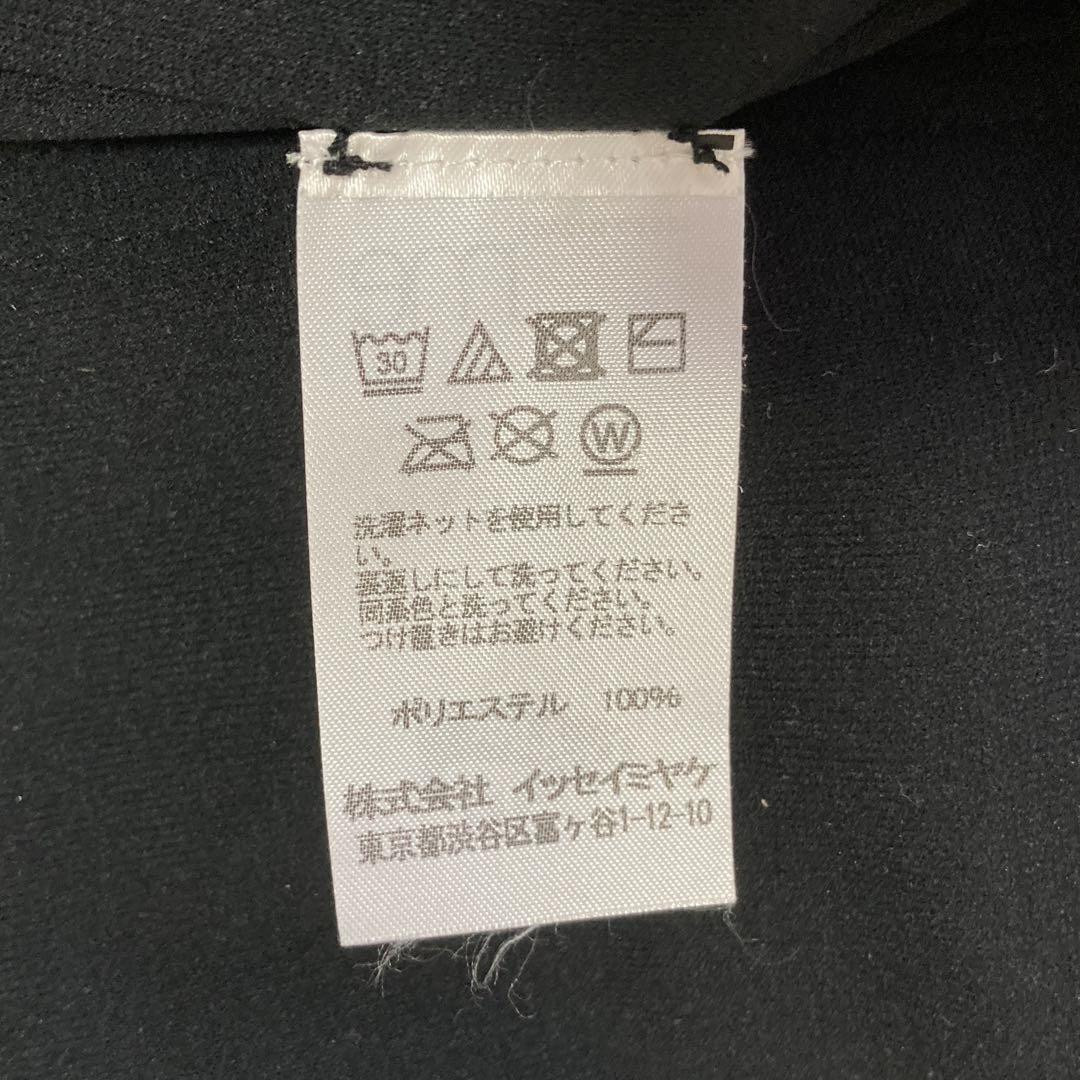 30
W
洗濯ネットを使用してくださ
い。
裏返しにして洗ってください。
同系色と洗ってください。
つけ置きはお避けください。
ポリエステル 100%
株式会社 イッセイミヤケ
東京都渋谷区富ヶ谷1-12-10